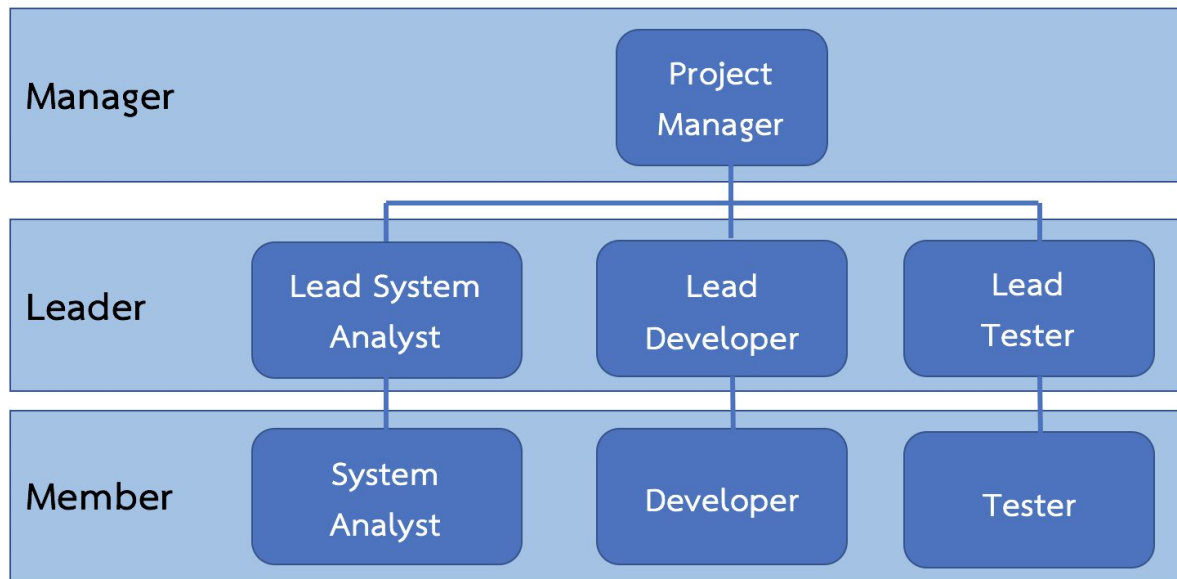 Manager
Project
Manager
Leader
Lead System
Analyst
Lead
Developer
Lead
Tester
Member
System
Analyst
Developer
Tester